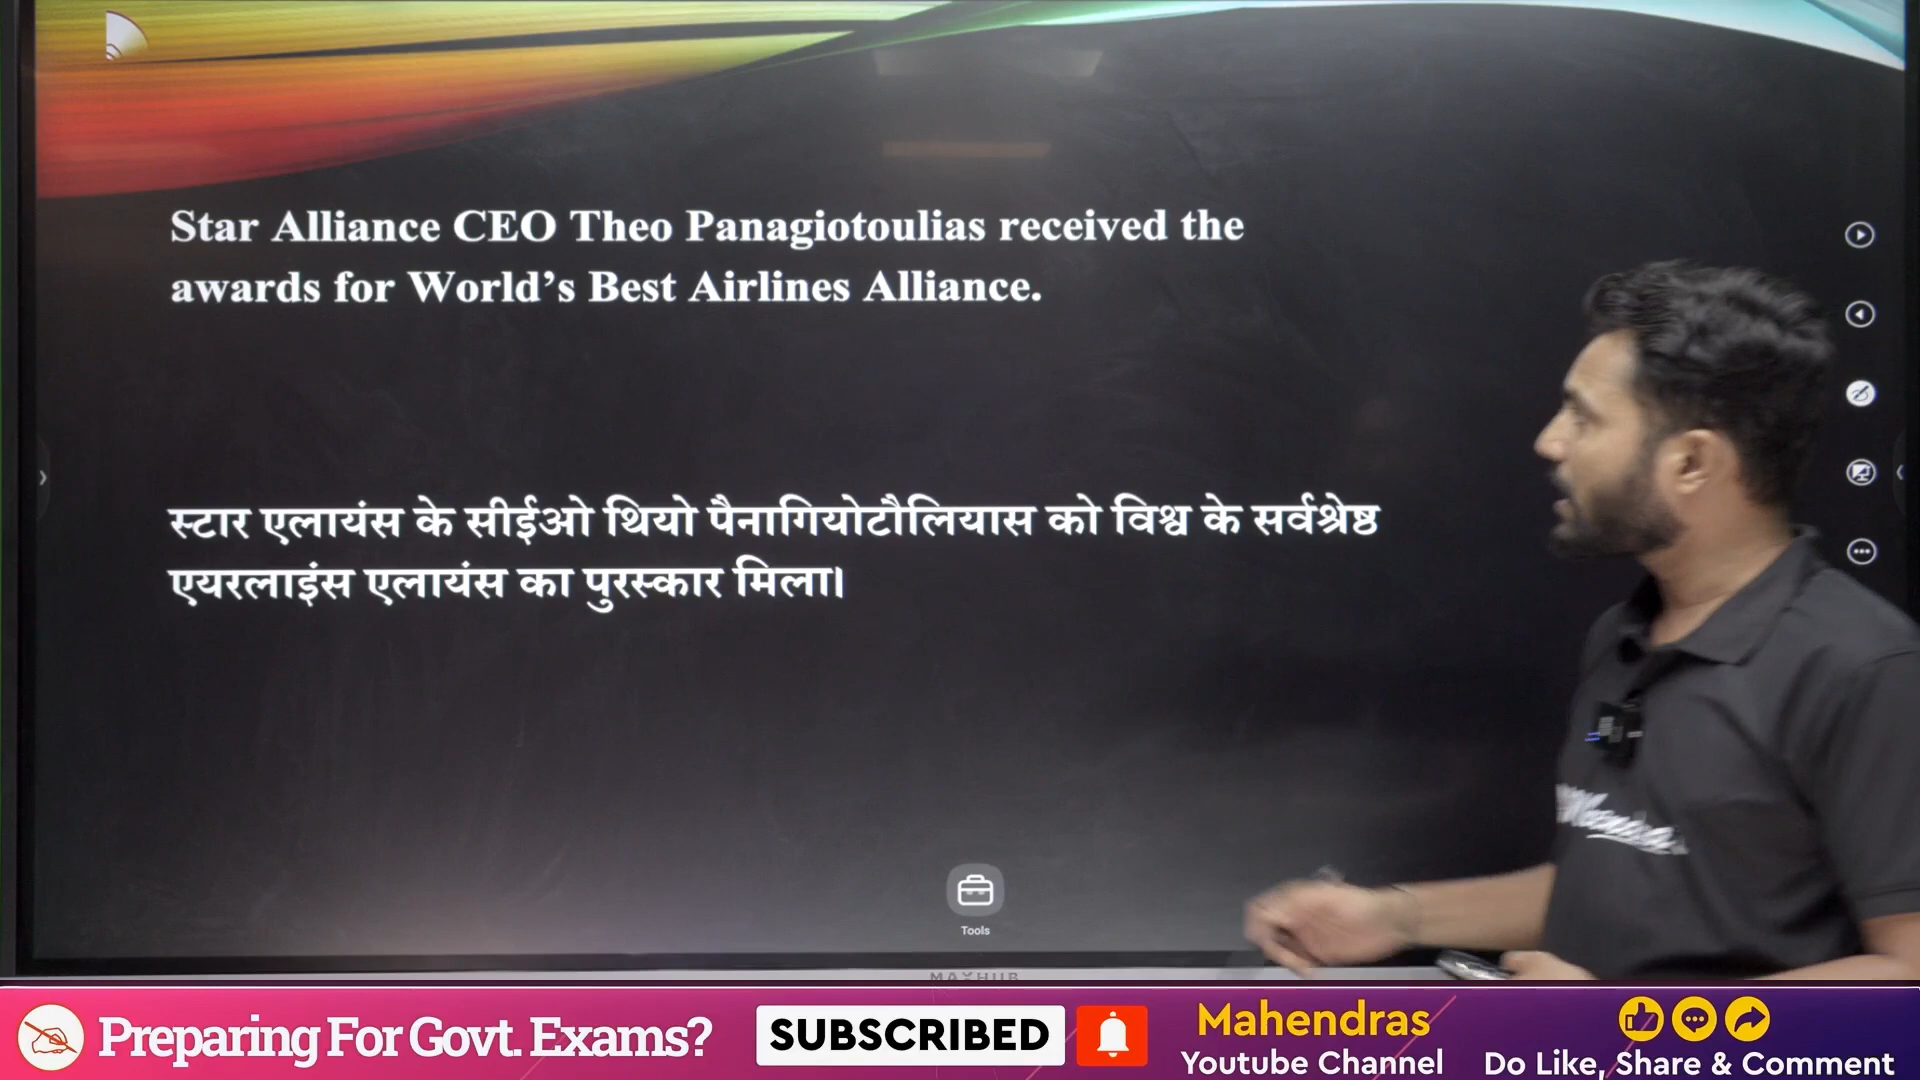 Star Alliance CEO Theo Panagiotoulias received the
awards for World’s Best Airlines Alliance.
स्टार एलायंस के सीईओ थियो पैनागियोटौलियास को विश्व के सर्वश्रेष्ठ
एयरलाइंस एलायंस का पुरस्कार मिला।
Tools
MAXHUB
Preparing For Govt. Exams?
SUBSCRIBED
Mahendras
Youtube Channel
Do Like, Share & Comment